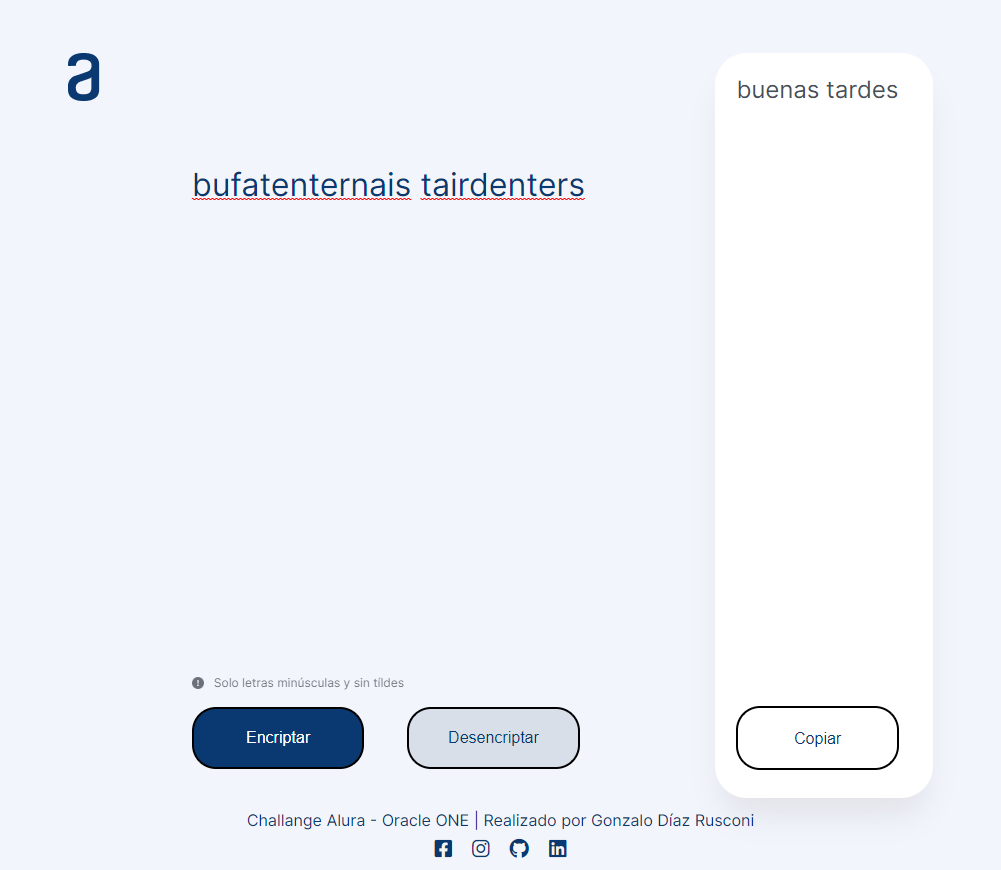 a
bufatenternais tairdenters
Solo letras minúsculas y sin tíldes
Encriptar
Desencriptar
buenas tardes
Copiar
Challange Alura - Oracle ONE | Realizado por Gonzalo Díaz Rusconi